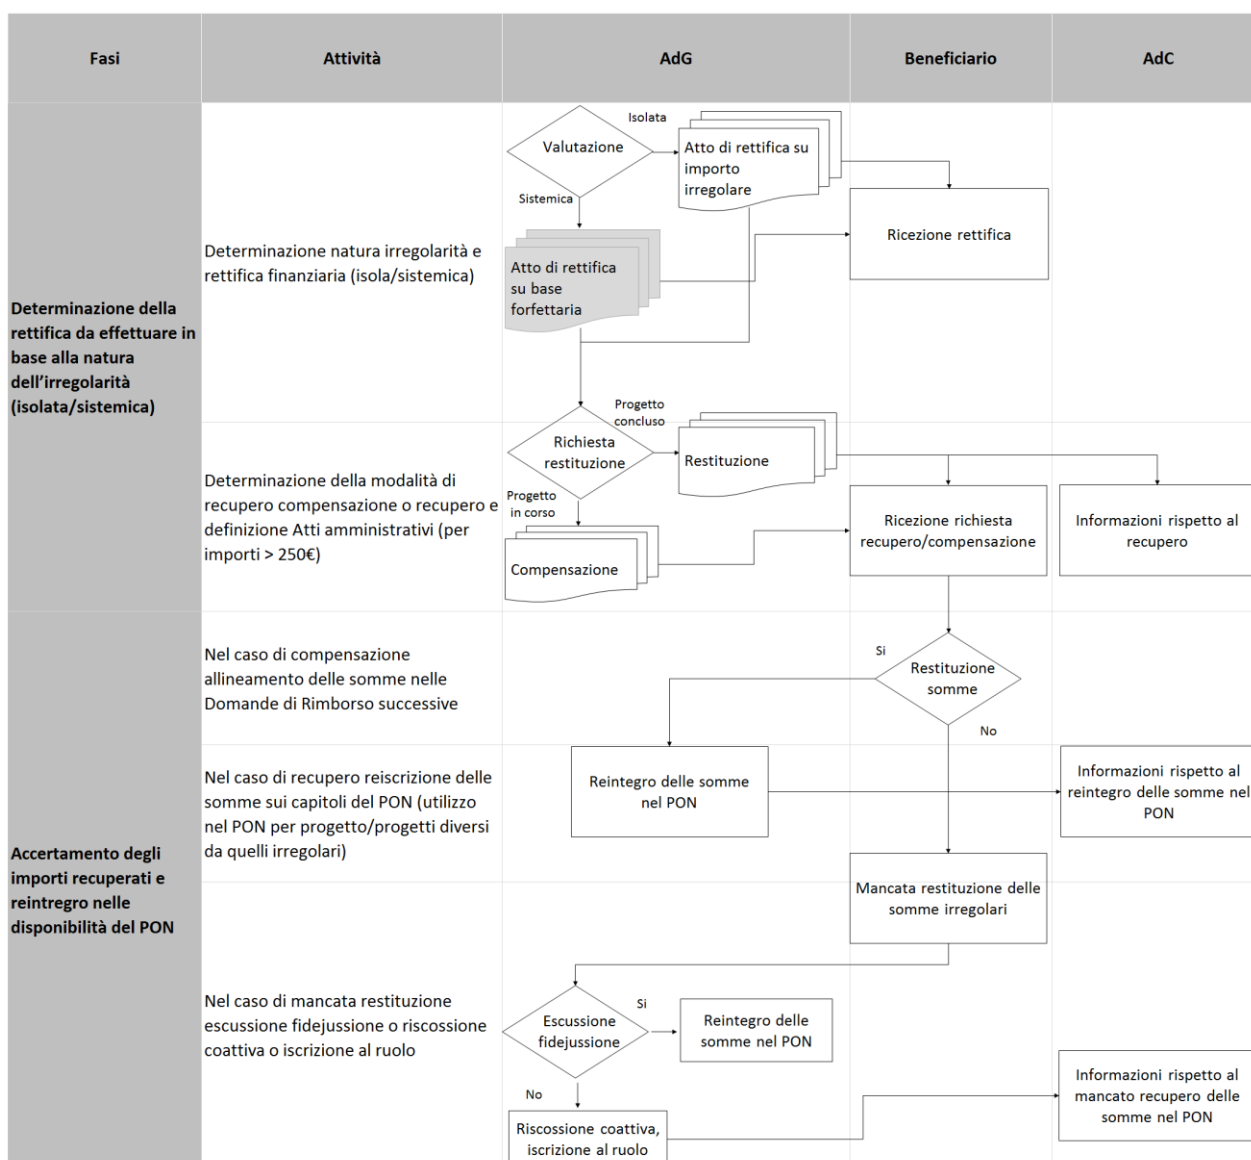 Fasi
Attività
AdG
Beneficiario
AdC
Determinazione della
rettifica da effettuare in
base alla natura
dell'irregolarità
(isolata/sistemica)
Determinazione natura irregolarità e
rettifica finanziaria (isola/sistemica)
Valutazione
Isolata
Atto di rettifica su
importo
irregolare
Sistemica
Atto di rettifica
su base
forfettaria
Ricezione rettifica
Determinazione della modalità di
recupero compensazione o recupero e
definizione Atti amministrativi (per
importi > 250€)
Richiesta
restituzione
Progetto
concluso
Restituzione
Progetto
in corso
Compensazione
Ricezione richiesta
recupero/compensazione
Informazioni rispetto al
recupero
Accertamento degli
importi recuperati e
reintregro nelle
disponibilità del PON
Nel caso di compensazione
allineamento delle somme nelle
Domande di Rimborso successive
Si
Restituzione
somme
No
Nel caso di recupero reiscrizione delle
somme sui capitoli del PON (utilizzo
nel PON per progetto/progetti diversi
da quelli irregolari)
Reintegro delle somme
nel PON
Informazioni rispetto al
reintegro delle somme nel
PON
Mancata restituzione delle
somme irregolari
Nel caso di mancata restituzione
escussione fidejussione o riscossione
coattiva o iscrizione al ruolo
Escussione
fidejussione
Si
Reintegro delle
somme nel PON
No
Riscossione coattiva,
iscrizione al ruolo
Informazioni rispetto al
mancato recupero delle
somme nel PON